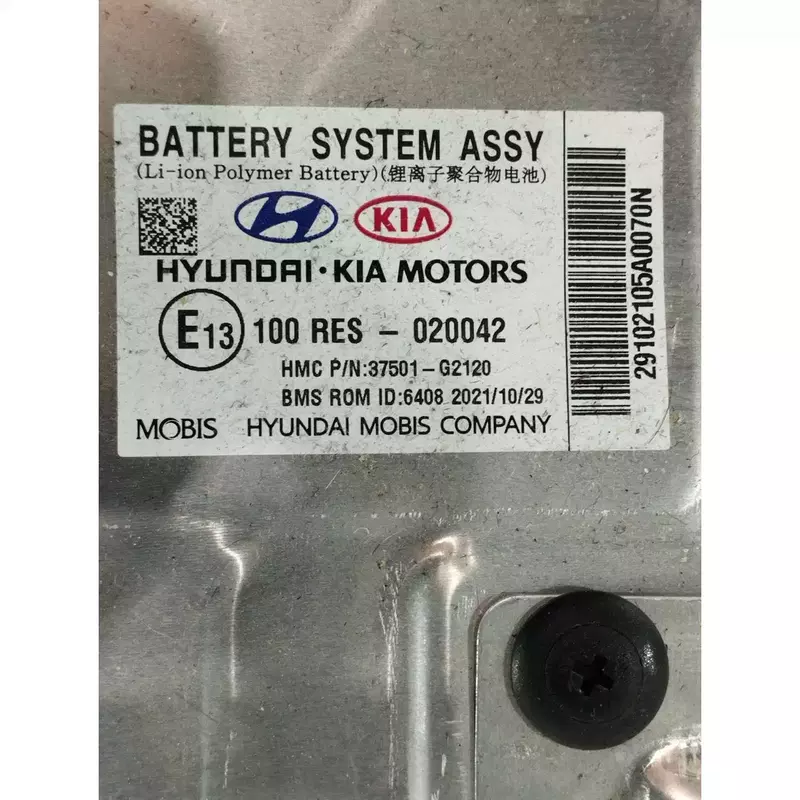 BATTERY SYSTEM ASSY
(Li-ion Polymer Battery)(锂离子聚合物电池)
KIA
HYUNDAI·KIA MOTORS
E13 100 RES - 020042
HMC P/N:37501-G2120
BMS ROM ID:6408 2021/10/29
MOBIS HYUNDAI MOBIS COMPANY
29102105A0070N